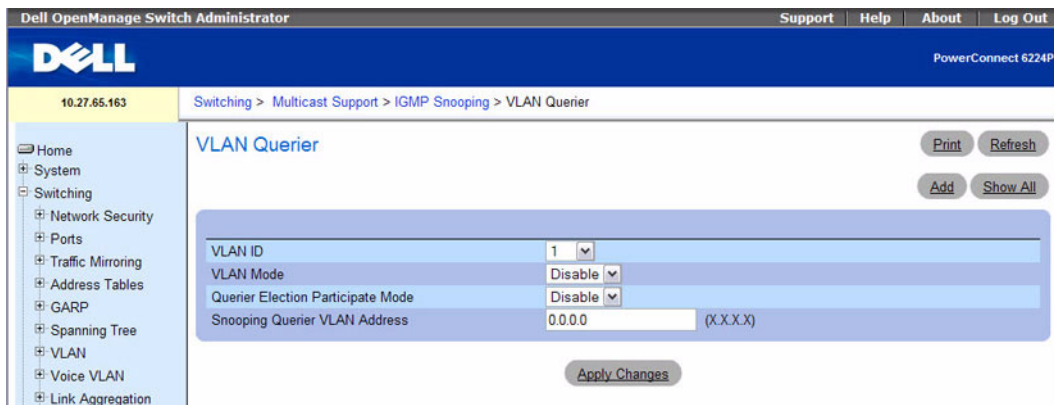 Dell OpenManage Switch Administrator
Support Help About Log Out
DELL
PowerConnect 6224P
10.27.65.163
Switching > Multicast Support > IGMP Snooping > VLAN Querier
Home
System
Switching
Network Security
Ports
Traffic Mirroring
Address Tables
GARP
Spanning Tree
VLAN
Voice VLAN
Link Aggregation
VLAN Querier
Print Refresh
Add Show All
VLAN ID 1
VLAN Mode Disable
Querier Election Participate Mode Disable
Snooping Querier VLAN Address 0.0.0.0 (X.X.X.X)
Apply Changes